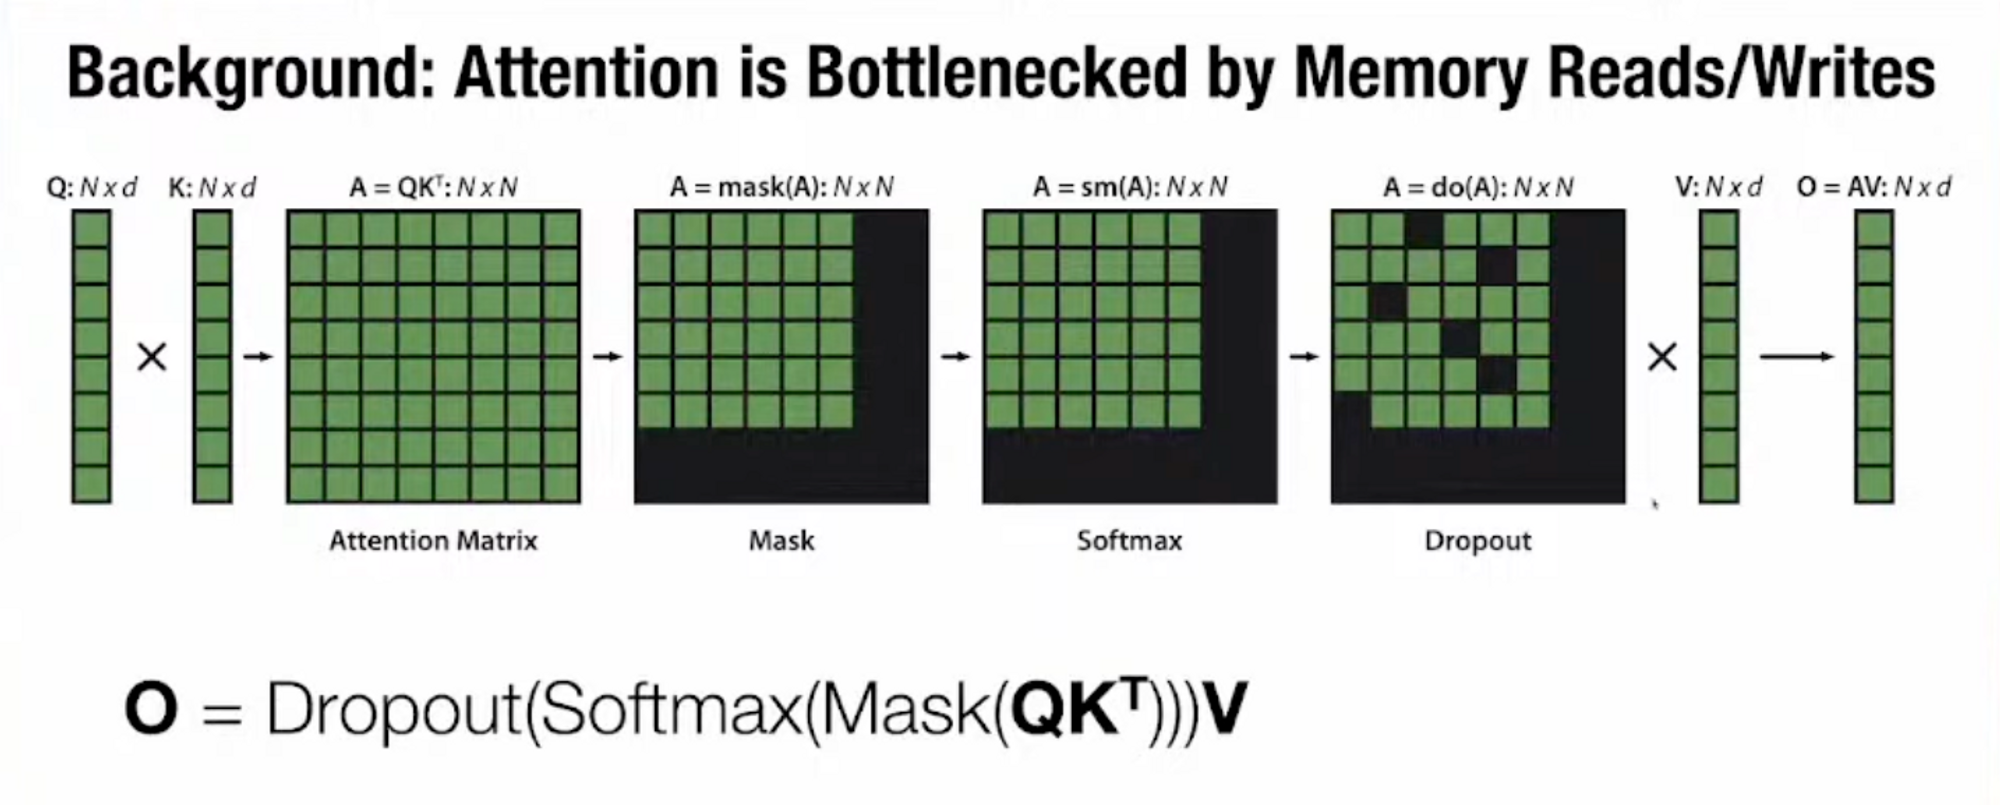 Background: Attention is Bottlenecked by Memory Reads/Writes
Q: N x d K: N x d A = QKᵀ: N x N A = mask(A): N x N A = sm(A): N x N A = do(A): N x N V: N x d O = AV: N x d
× ×
Attention Matrix Mask Softmax Dropout
O = Dropout(Softmax(Mask(QKᵀ)))V